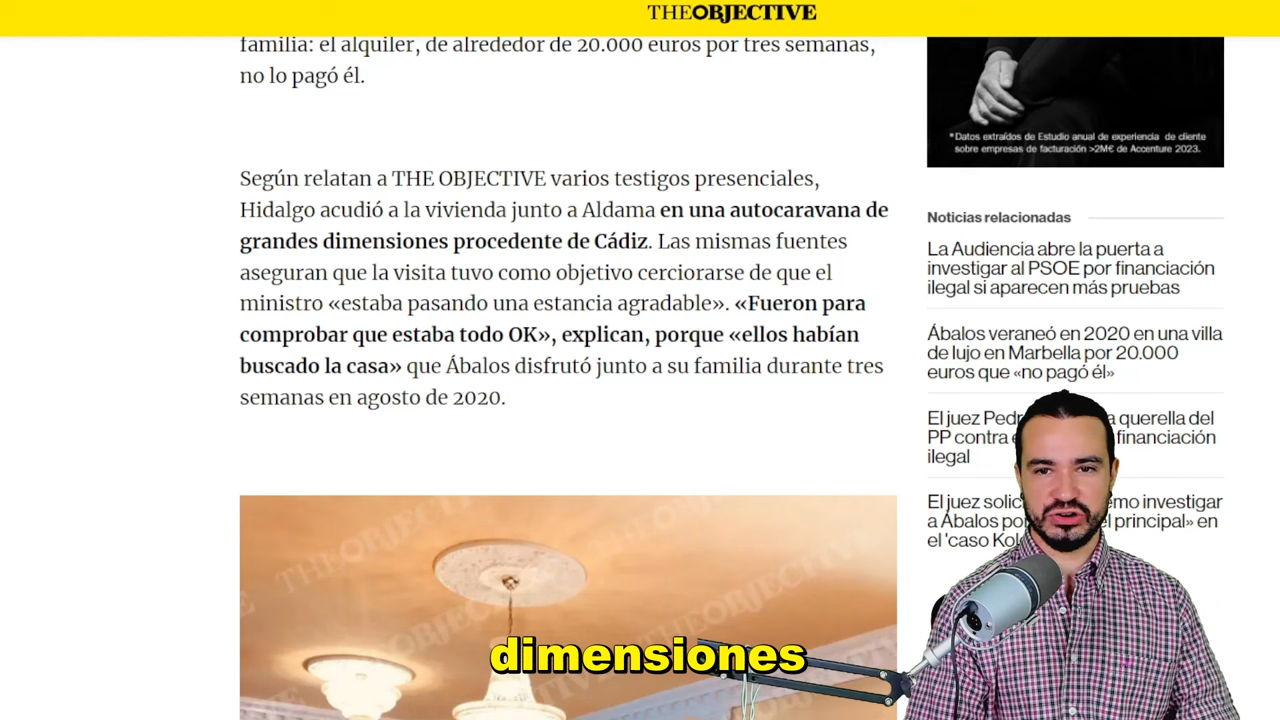 THEOBJECTIVE
familia: el alquiler, de alrededor de 20.000 euros por tres semanas,
no lo pagó él.
Según relatan a THE OBJECTIVE varios testigos presenciales,
Hidalgo acudió a la vivienda junto a Aldama en una autocaravana de
grandes dimensiones procedente de Cádiz. Las mismas fuentes
aseguran que la visita tuvo como objetivo cerciorarse de que el
ministro «estaba pasando una estancia agradable». «Fueron para
comprobar que estaba todo OK», explican, porque «ellos habían
buscado la casa» que Ábalos disfrutó junto a su familia durante tres
semanas en agosto de 2020.
*Datos extraídos de Estudio anual de experiencia de cliente
sobre empresas de facturación >2M€ de Accenture 2023.
Noticias relacionadas
La Audiencia abre la puerta a
investigar al PSOE por financiación
ilegal si aparecen más pruebas
Ábalos veraneó en 2020 en una villa
de lujo en Marbella por 20.000
euros que «no pagó él»
El juez a querella del
PP contra financiación
ilegal
El juez investigar
a Ábalos principal» en
el 'caso
THE OBJECTIVE
dimensiones